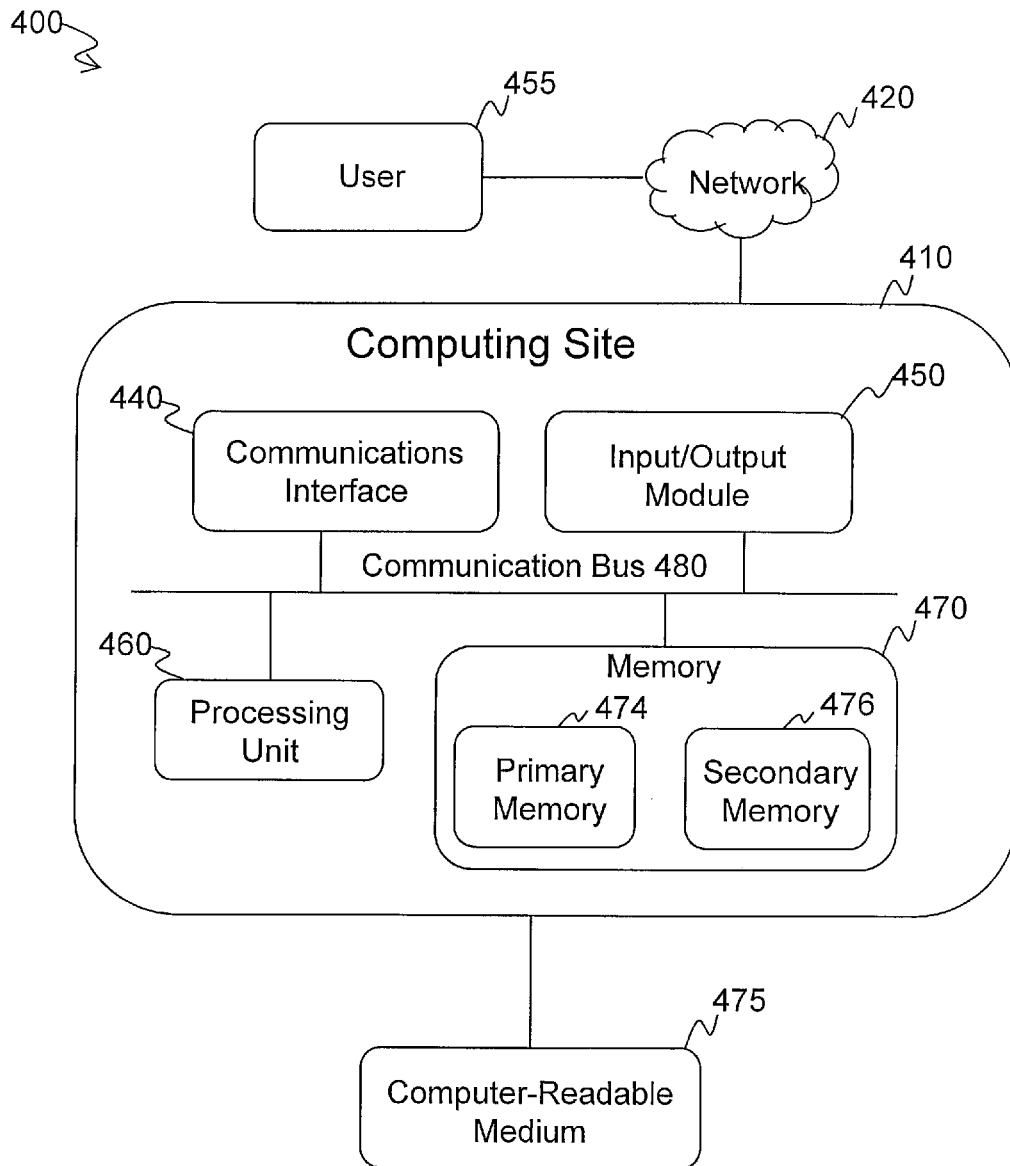 400
455
420
User
Network
410
Computing Site
440
450
Communications
Interface
Input/Output
Module
Communication Bus 480
460
470
Processing
Unit
Memory
474
476
Primary
Memory
Secondary
Memory
475
Computer-Readable
Medium